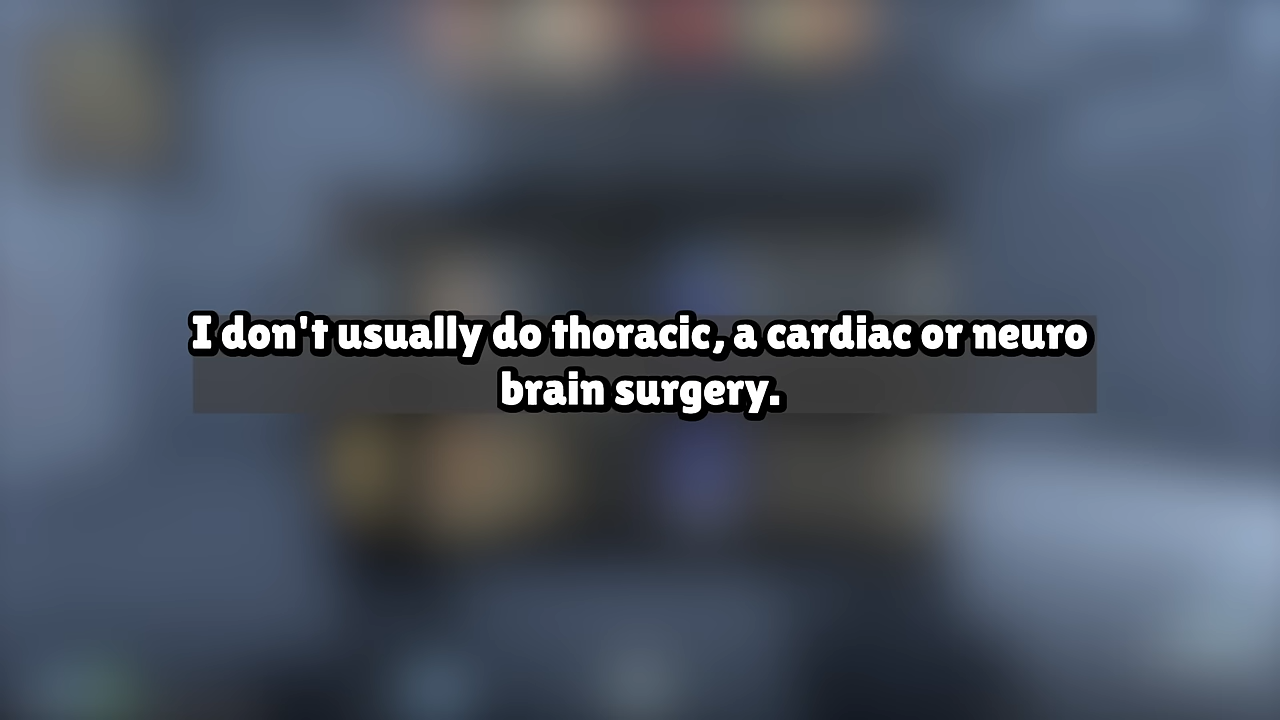 I don't usually do thoracic, a cardiac or neuro
brain surgery.